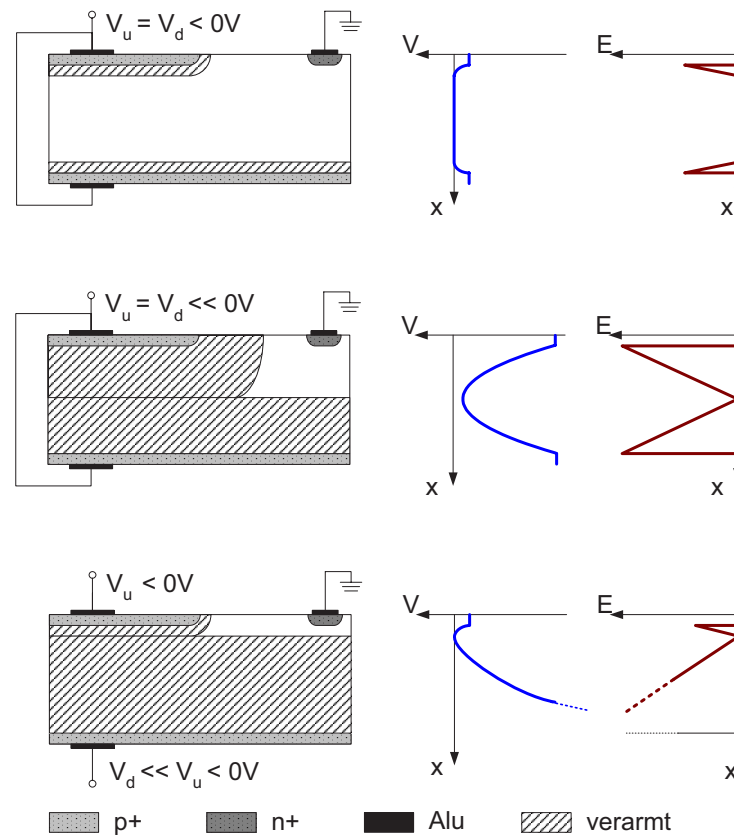 V_u = V_d < 0V
V E
x x
V_u = V_d << 0V
V E
x x
V_u < 0V
V E
x x
V_d << V_u < 0V
p+ n+ Alu verarmt